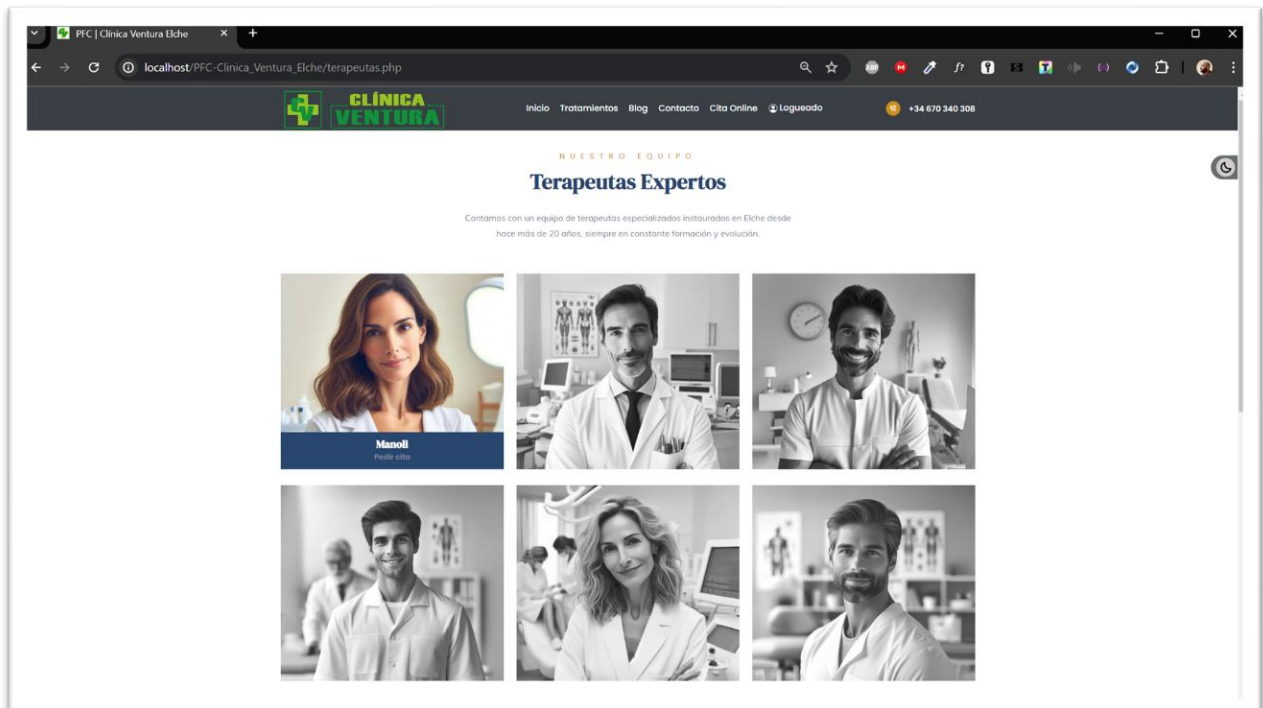 PFC | Clínica Ventura Elche
localhost/PFC-Clinica_Ventura_Elche/terapeutas.php
CLÍNICA
VENTURA
Inicio Tratamientos Blog Contacto Cita Online Logueado
+34 670 340 308
NUESTRO EQUIPO
Terapeutas Expertos
Contamos con un equipo de terapeutas especializados instaurados en Elche desde
hace más de 20 años, siempre en constante formación y evolución.
Manoli
Pedir cita